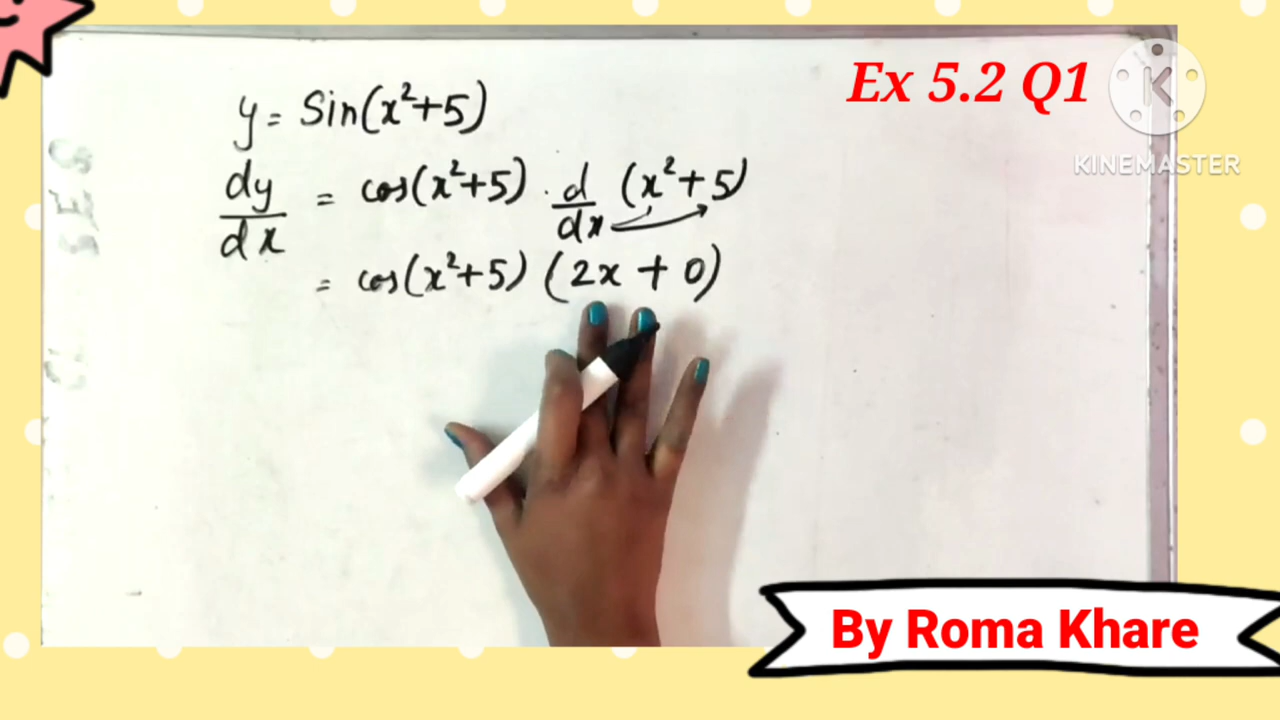 Ex 5.2 Q1
KINEMASTER
y = Sin(x²+5)
dy/dx = cos(x²+5) . d/dx (x²+5)
= cos(x²+5) (2x + 0)
By Roma Khare